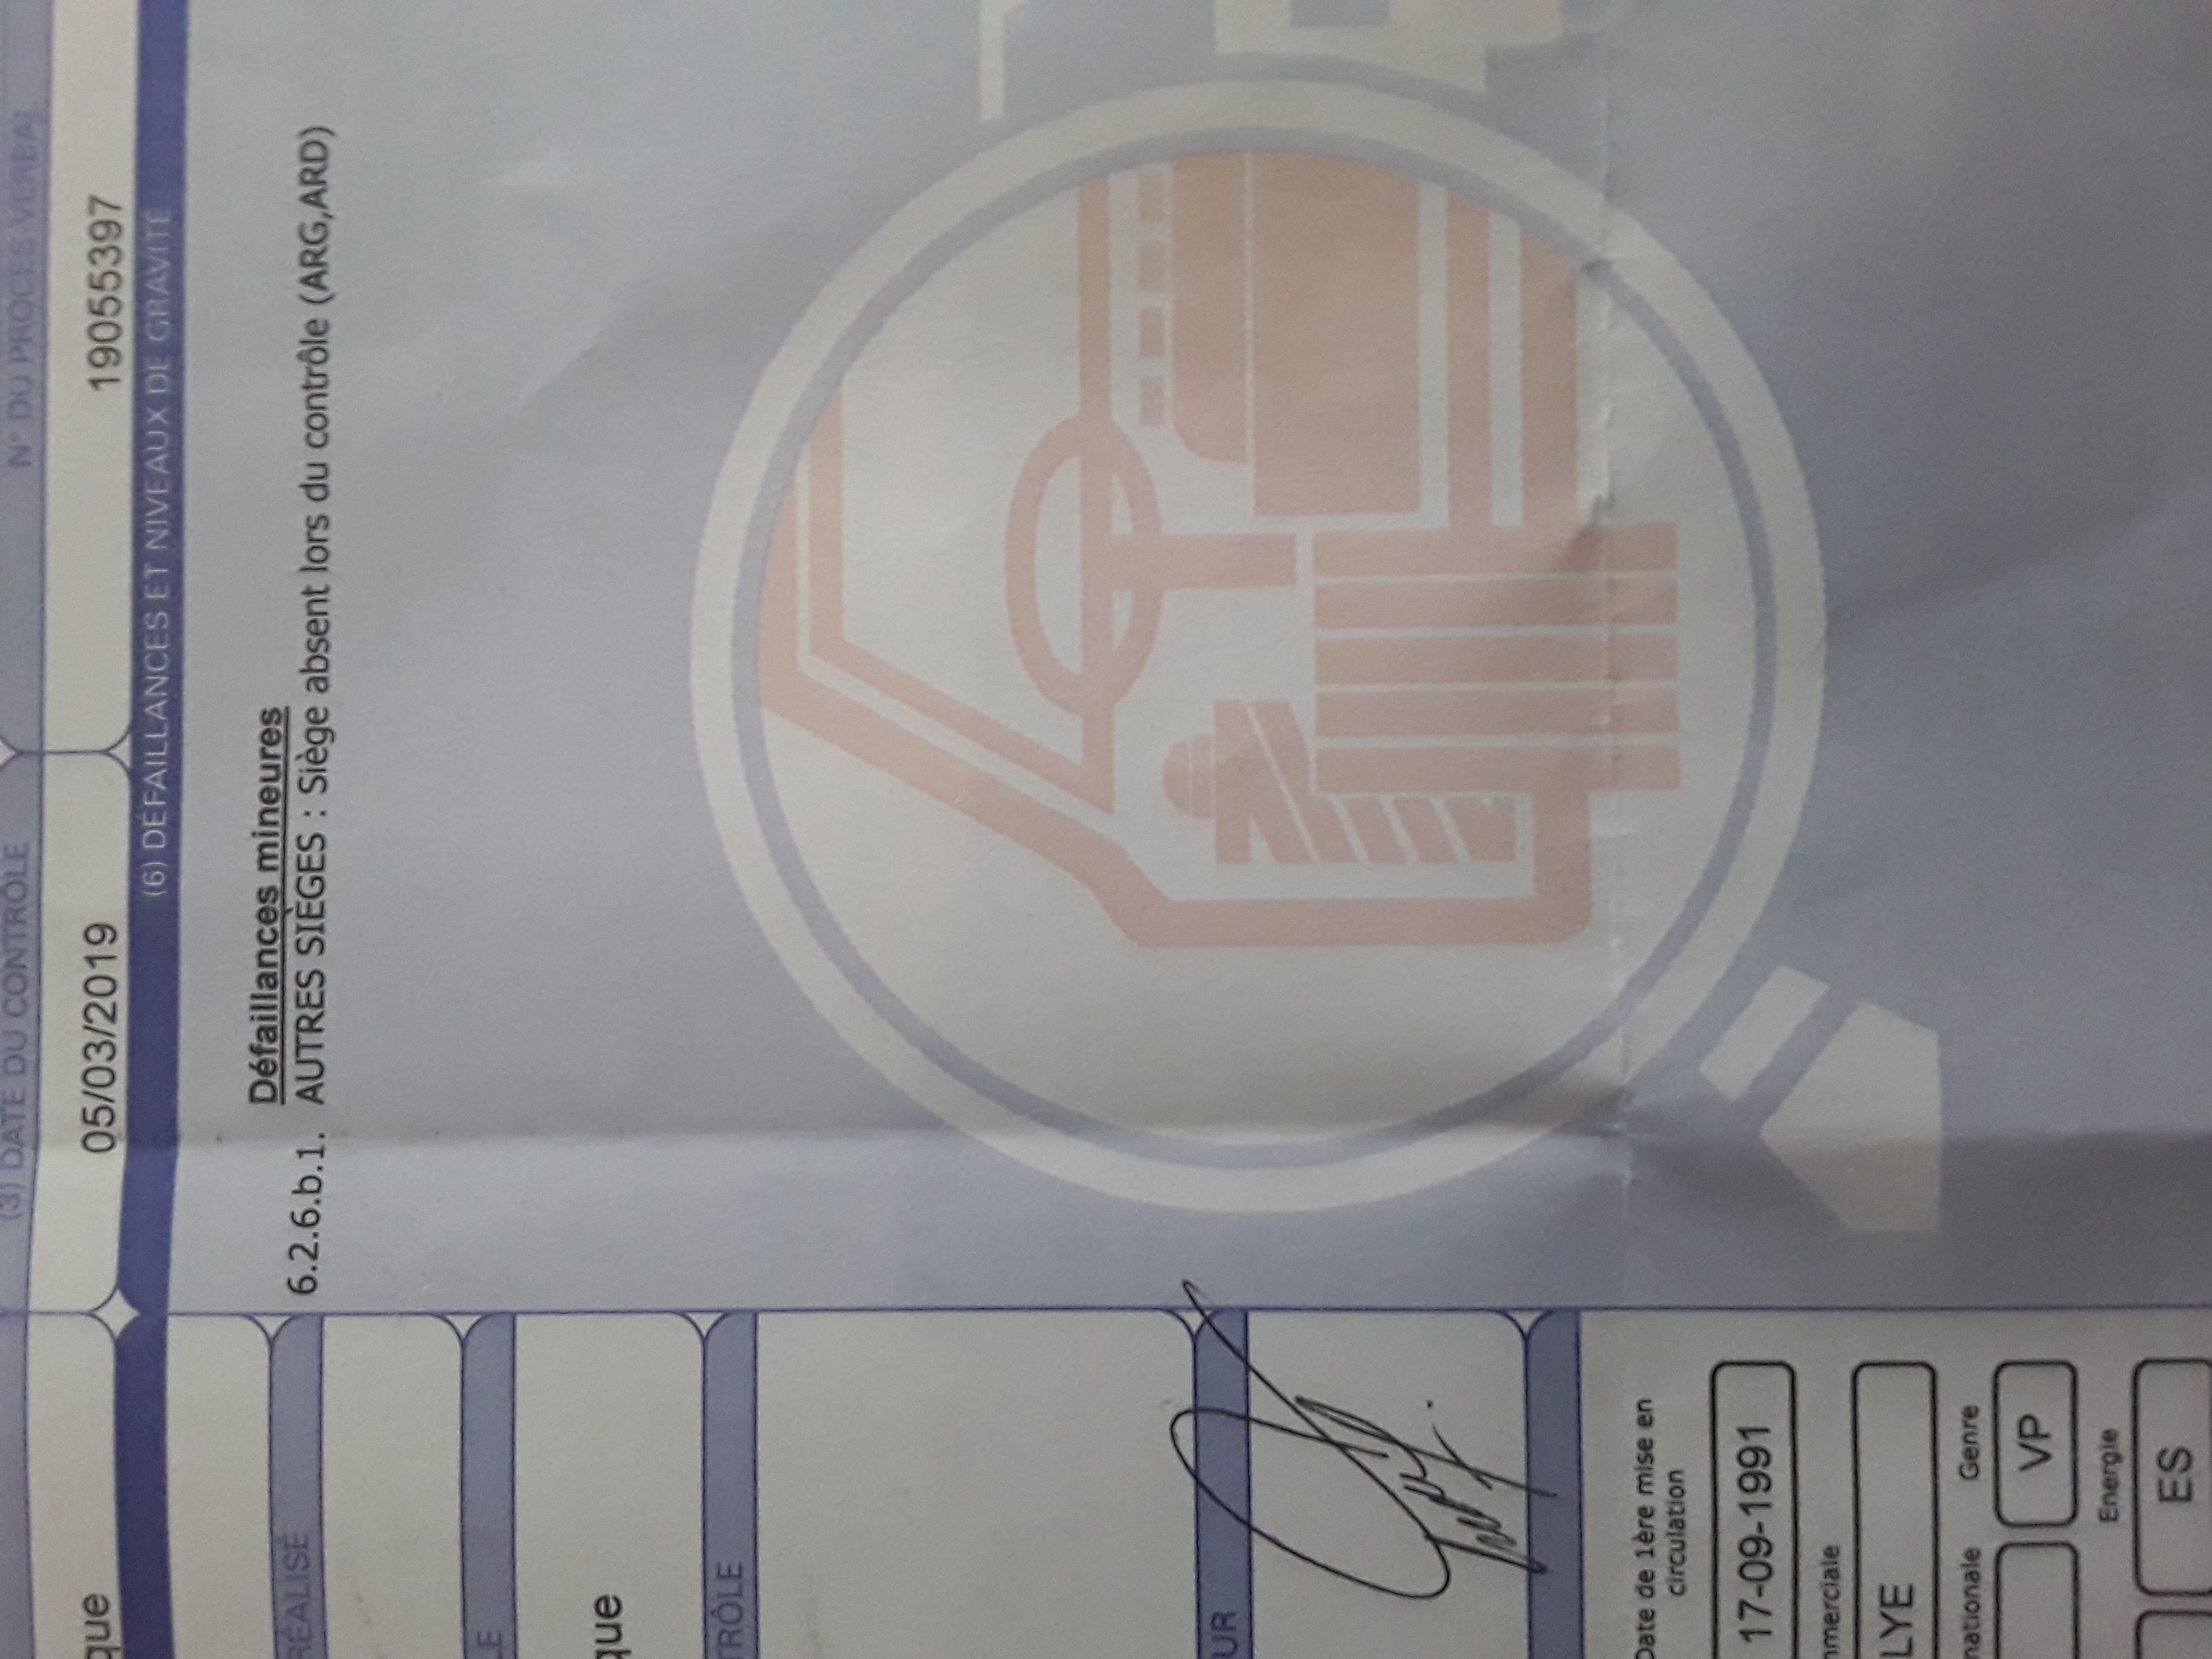 (3) DATE DU CONTRÔLE
N° DU PROCÈS-VERBAL
que
05/03/2019
19055397
(6) DÉFAILLANCES ET NIVEAUX DE GRAVITÉ
Défaillances mineures
6.2.6.b.1. AUTRES SIÈGES : Siège absent lors du contrôle (ARG,ARD)
RÉALISÉ
LE
que
TRÔLE
UR
Date de 1ère mise en
circulation
17-09-1991
mmerciale
LYE
nationale
Genre
VP
Energie
ES